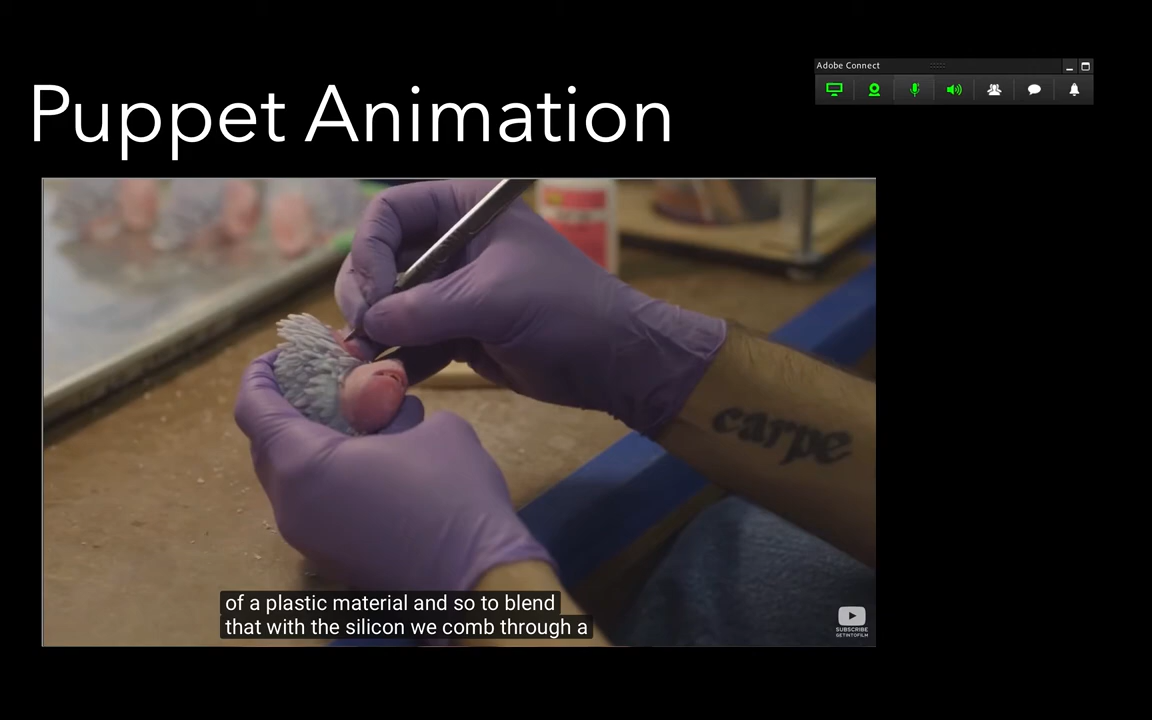 Puppet Animation
Adobe Connect
carpe
of a plastic material and so to blend
that with the silicon we comb through a
SUBSCRIBE
GETINTOFILM